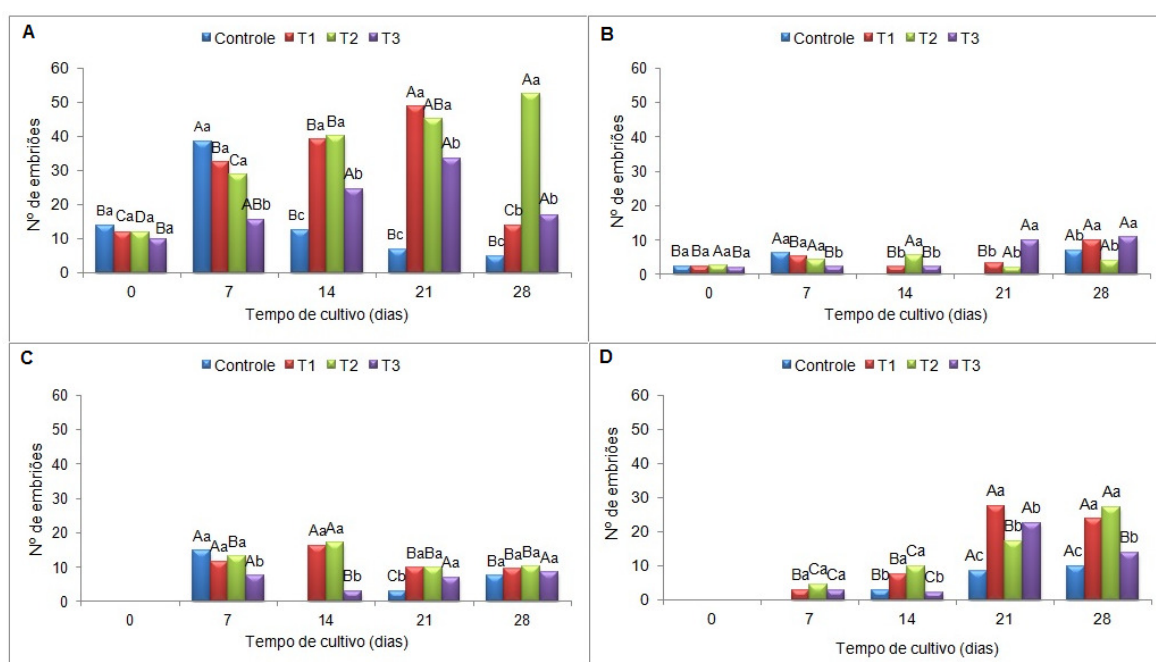 A
Controle T1 T2 T3
Nº de embriões
60
50
40
30
20
10
0
Ba Ca Da Ba
Aa Ba Ca ABb
Bc Ba Ba Ab
Bc Aa ABa Ab
Bc Cb Aa Ab
0 7 14 21 28
Tempo de cultivo (dias)
B
Controle T1 T2 T3
Nº de embriões
60
50
40
30
20
10
0
Ba Ba Aa Ba
Aa Ba Aa Bb
Bb Aa Bb
Bb Ab Aa
Ab Aa Ab Aa
0 7 14 21 28
Tempo de cultivo (dias)
C
Controle T1 T2 T3
Nº de embriões
60
50
40
30
20
10
0
Aa Aa Ba Ab
Aa Aa Bb
Cb Ba Ba Aa
Ba Ba Ba Aa
0 7 14 21 28
Tempo de cultivo (dias)
D
Controle T1 T2 T3
Nº de embriões
60
50
40
30
20
10
0
Ba Ca Ca
Bb Ba Ca Cb
Ac Aa Bb Ab
Ac Aa Aa Bb
0 7 14 21 28
Tempo de cultivo (dias)